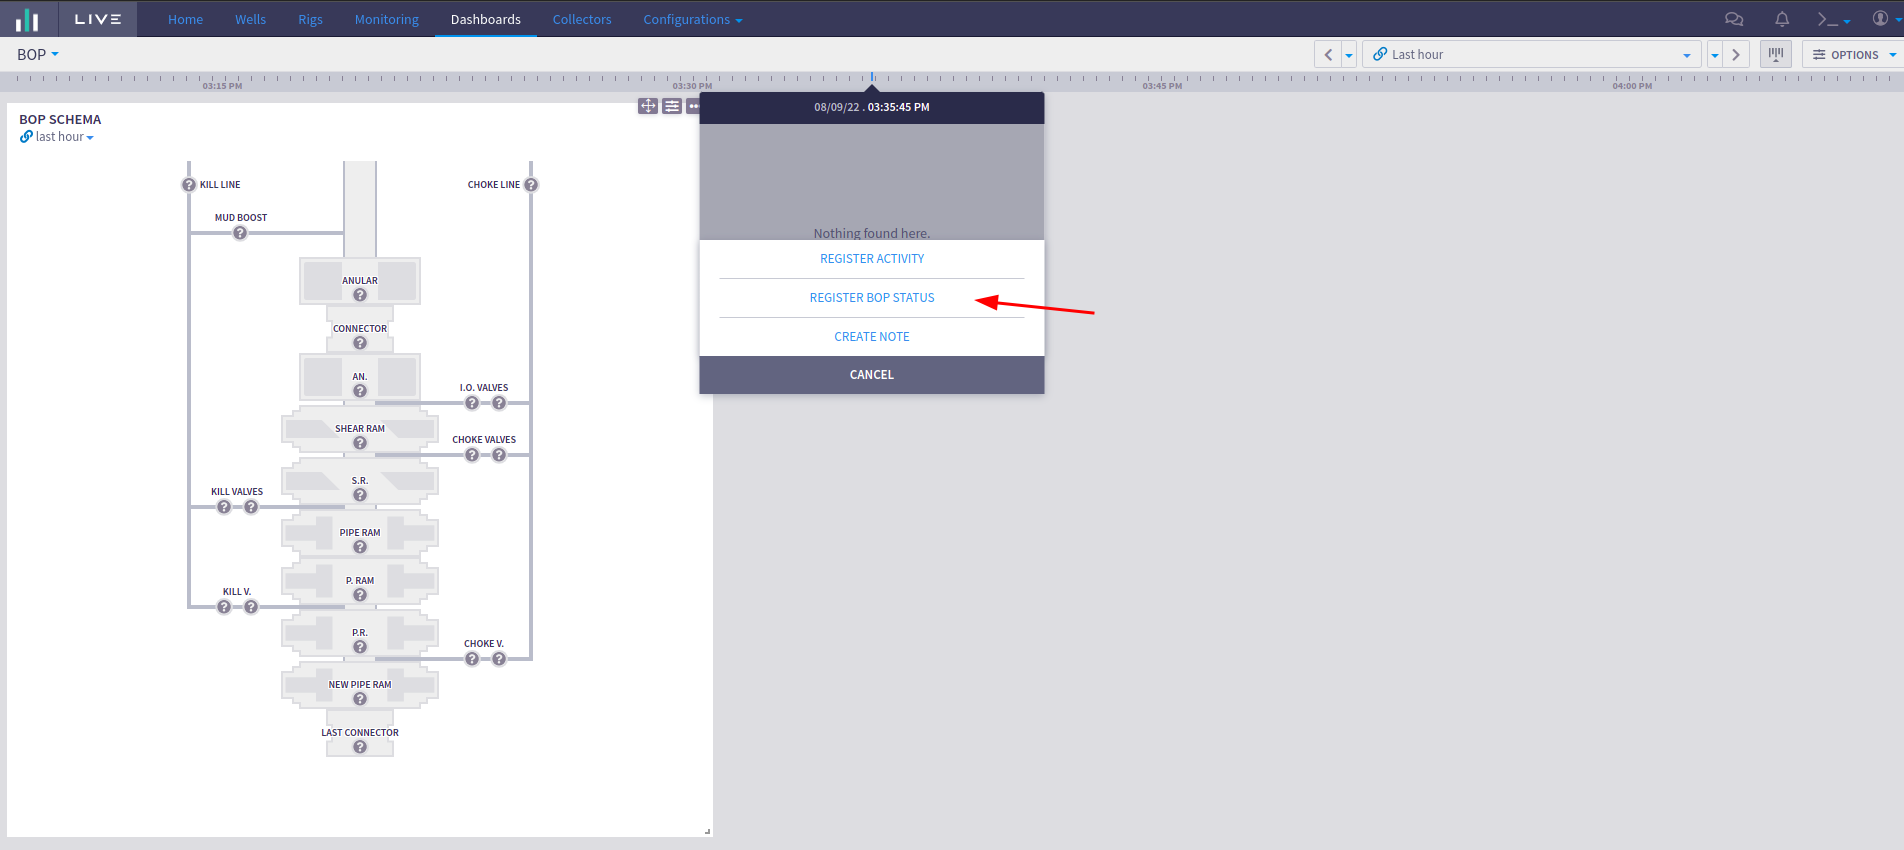 LIVE Home Wells Rigs Monitoring Dashboards Collectors Configurations
BOP Last hour OPTIONS
03:15 PM 03:30 PM 03:45 PM 04:00 PM
08/09/22 . 03:35:45 PM
Nothing found here.
REGISTER ACTIVITY
REGISTER BOP STATUS
CREATE NOTE
CANCEL
BOP SCHEMA
last hour
? KILL LINE CHOKE LINE ?
MUD BOOST
?
ANULAR
?
CONNECTOR
?
AN.
?
I.O. VALVES
? ?
SHEAR RAM
?
CHOKE VALVES
? ?
S.R.
?
KILL VALVES
? ?
PIPE RAM
?
P. RAM
?
KILL V.
? ?
P.R.
?
CHOKE V.
? ?
NEW PIPE RAM
?
LAST CONNECTOR
?